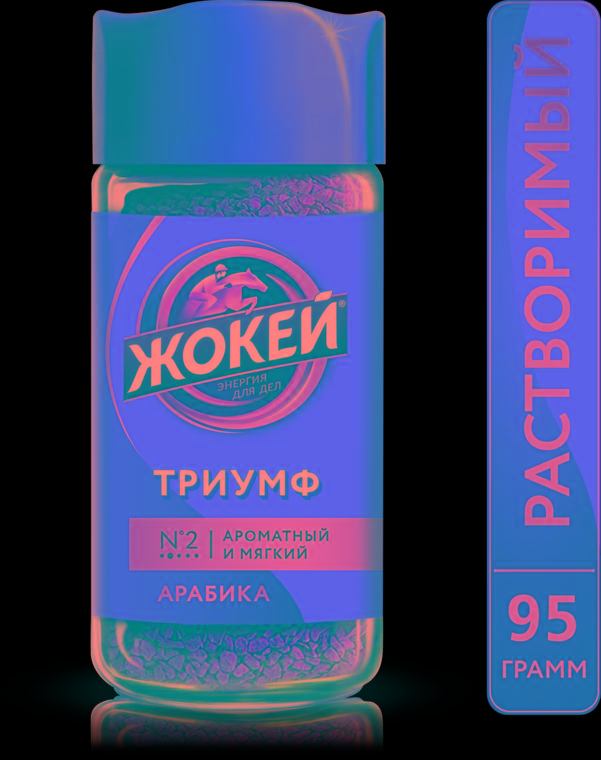 ЖОКЕЙ®
ЭНЕРГИЯ
ДЛЯ ДЕЛ
ТРИУМФ
№2
АРОМАТНЫЙ
И МЯГКИЙ
АРАБИКА
РАСТВОРИМЫЙ
95
ГРАММ